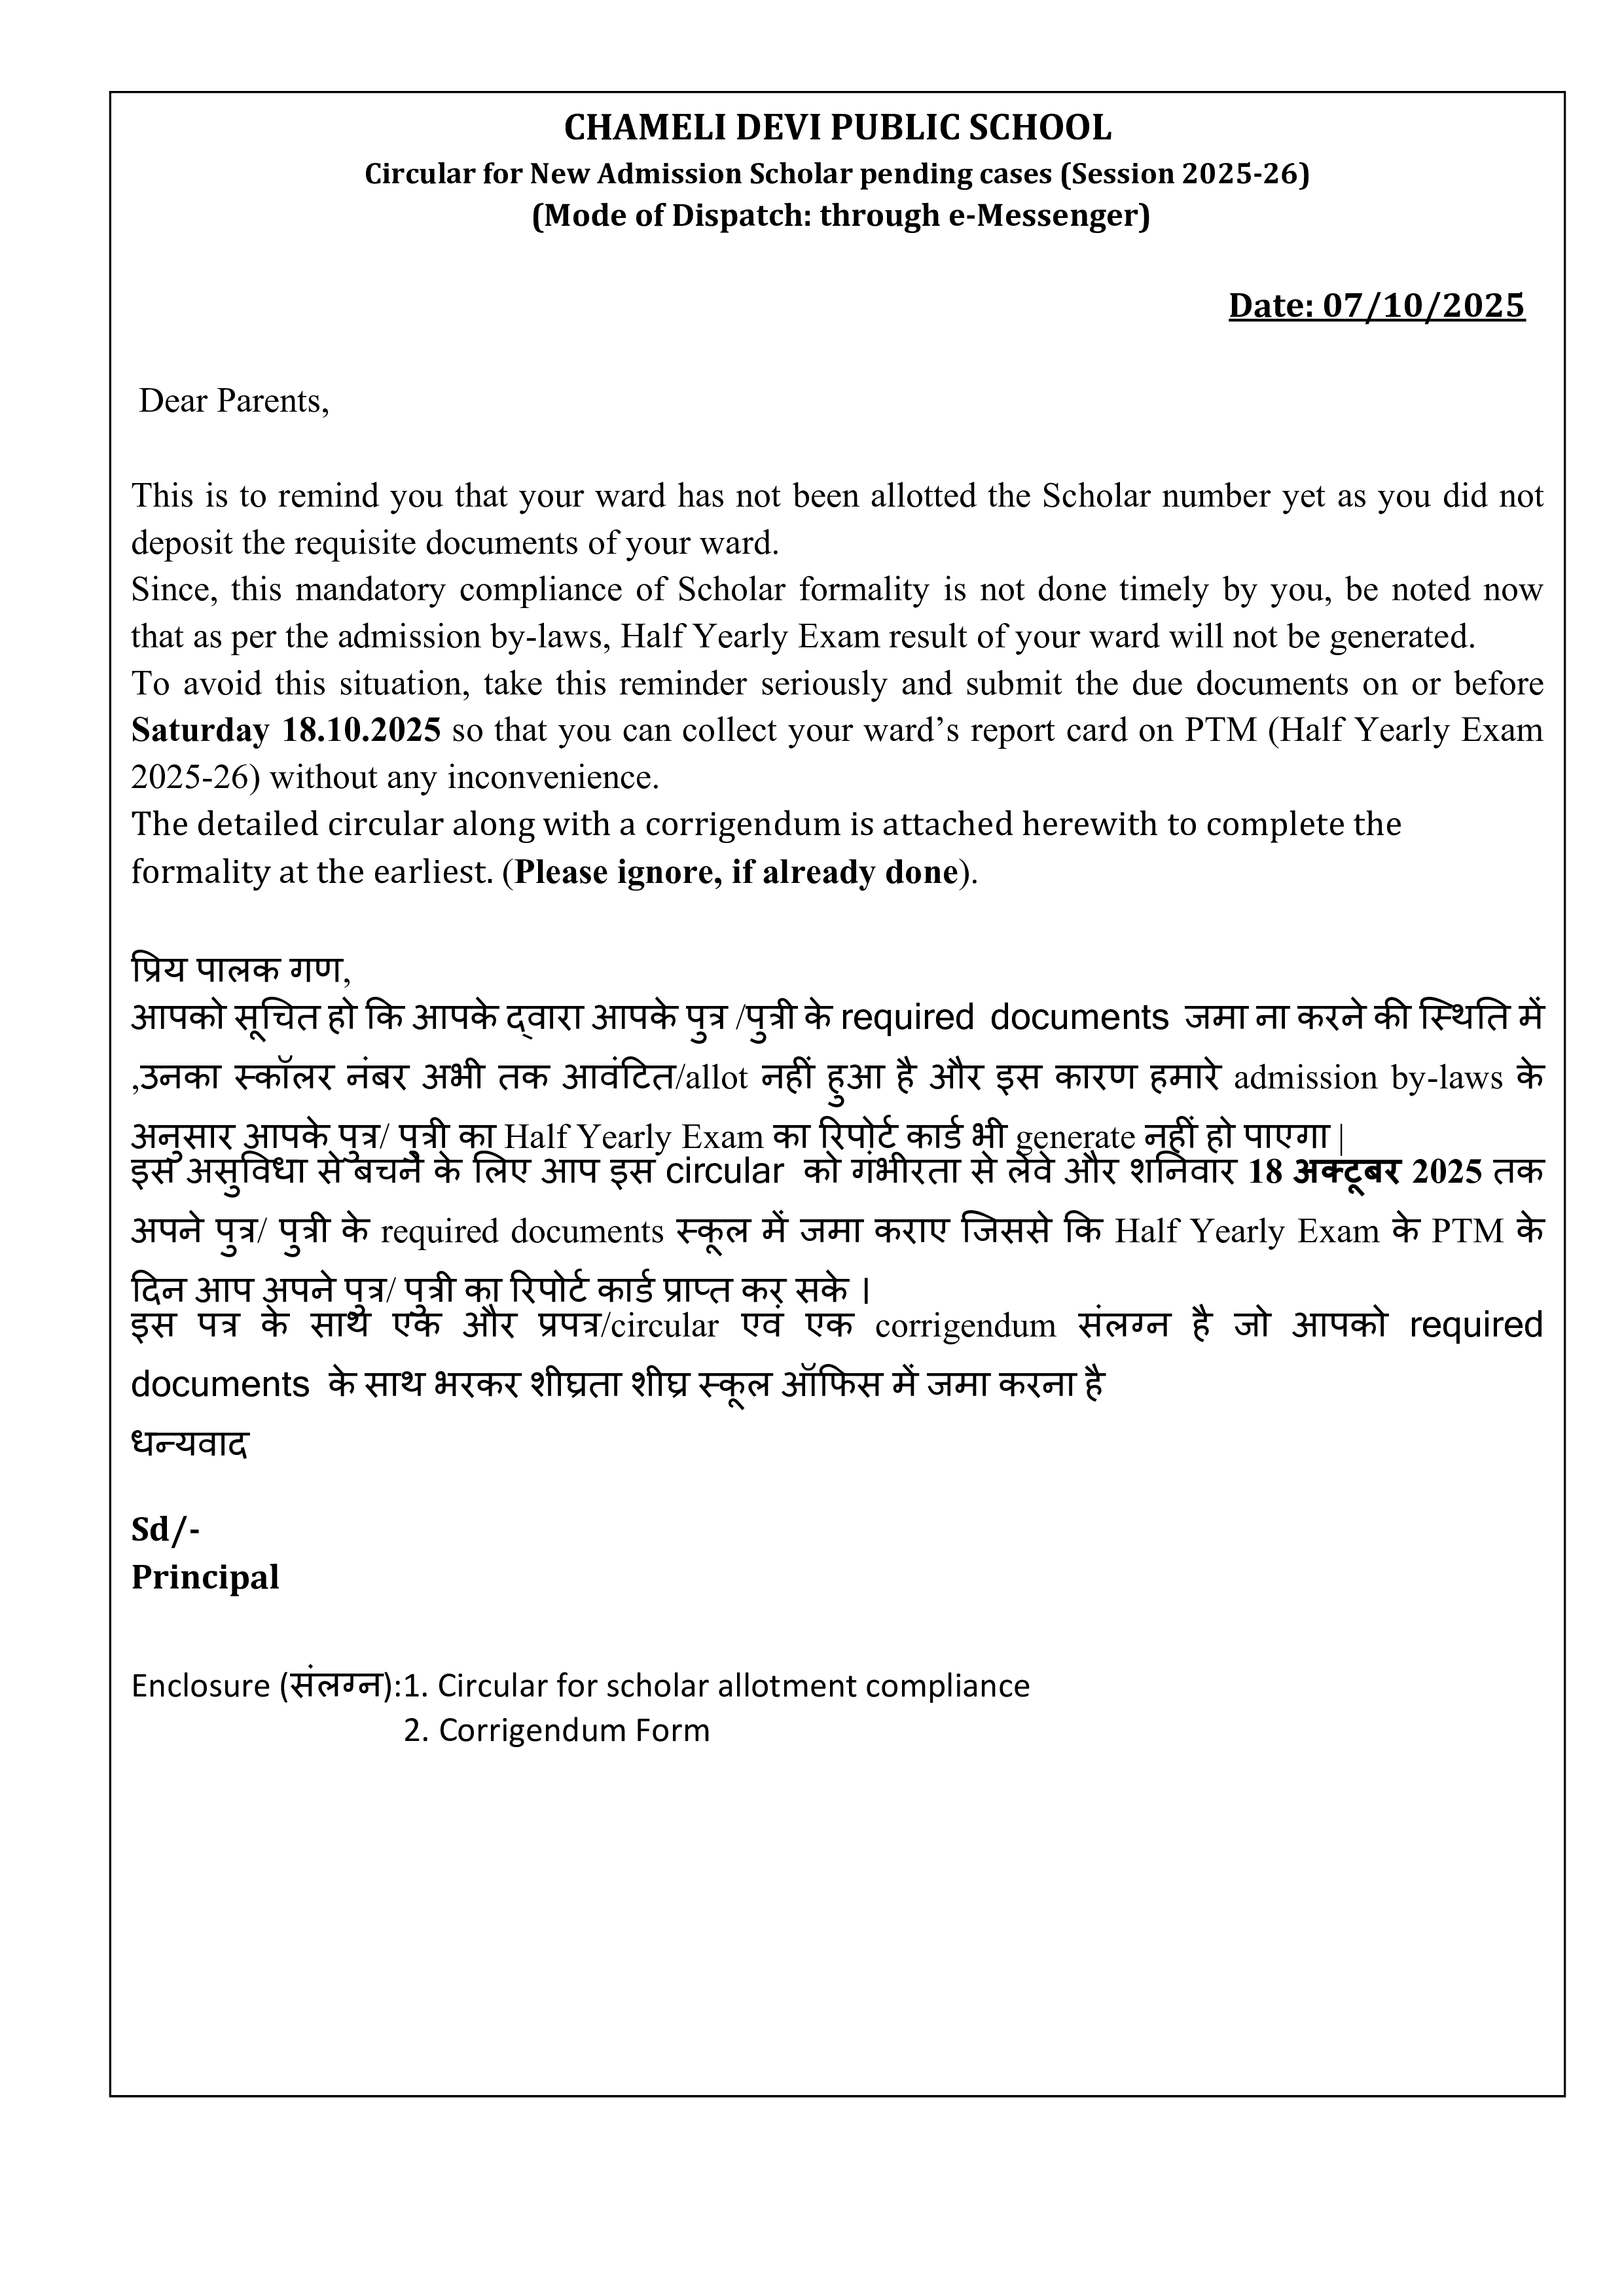 CHAMELI DEVI PUBLIC SCHOOL
Circular for New Admission Scholar pending cases (Session 2025-26)
(Mode of Dispatch: through e-Messenger)
Date: 07/10/2025
Dear Parents,
This is to remind you that your ward has not been allotted the Scholar number yet as you did not
deposit the requisite documents of your ward.
Since, this mandatory compliance of Scholar formality is not done timely by you, be noted now
that as per the admission by-laws, Half Yearly Exam result of your ward will not be generated.
To avoid this situation, take this reminder seriously and submit the due documents on or before
Saturday 18.10.2025 so that you can collect your ward’s report card on PTM (Half Yearly Exam
2025-26) without any inconvenience.
The detailed circular along with a corrigendum is attached herewith to complete the
formality at the earliest. (Please ignore, if already done).
प्रिय पालक गण,
आपको सूचित हो कि आपके द्वारा आपके पुत्र /पुत्री के required documents जमा ना करने की स्थिति में
,उनका स्कॉलर नंबर अभी तक आवंटित/allot नहीं हुआ है और इस कारण हमारे admission by-laws के
अनुसार आपके पुत्र/ पुत्री का Half Yearly Exam का रिपोर्ट कार्ड भी generate नहीं हो पाएगा |
इस असुविधा से बचने के लिए आप इस circular को गंभीरता से लेवे और शनिवार 18 अक्टूबर 2025 तक
अपने पुत्र/ पुत्री के required documents स्कूल में जमा कराए जिससे कि Half Yearly Exam के PTM के
दिन आप अपने पुत्र/ पुत्री का रिपोर्ट कार्ड प्राप्त कर सके ।
इस पत्र के साथ एक और प्रपत्र/circular एवं एक corrigendum संलग्न है जो आपको required
documents के साथ भरकर शीघ्रता शीघ्र स्कूल ऑफिस में जमा करना है
धन्यवाद
Sd/-
Principal
Enclosure (संलग्न):1. Circular for scholar allotment compliance
2. Corrigendum Form